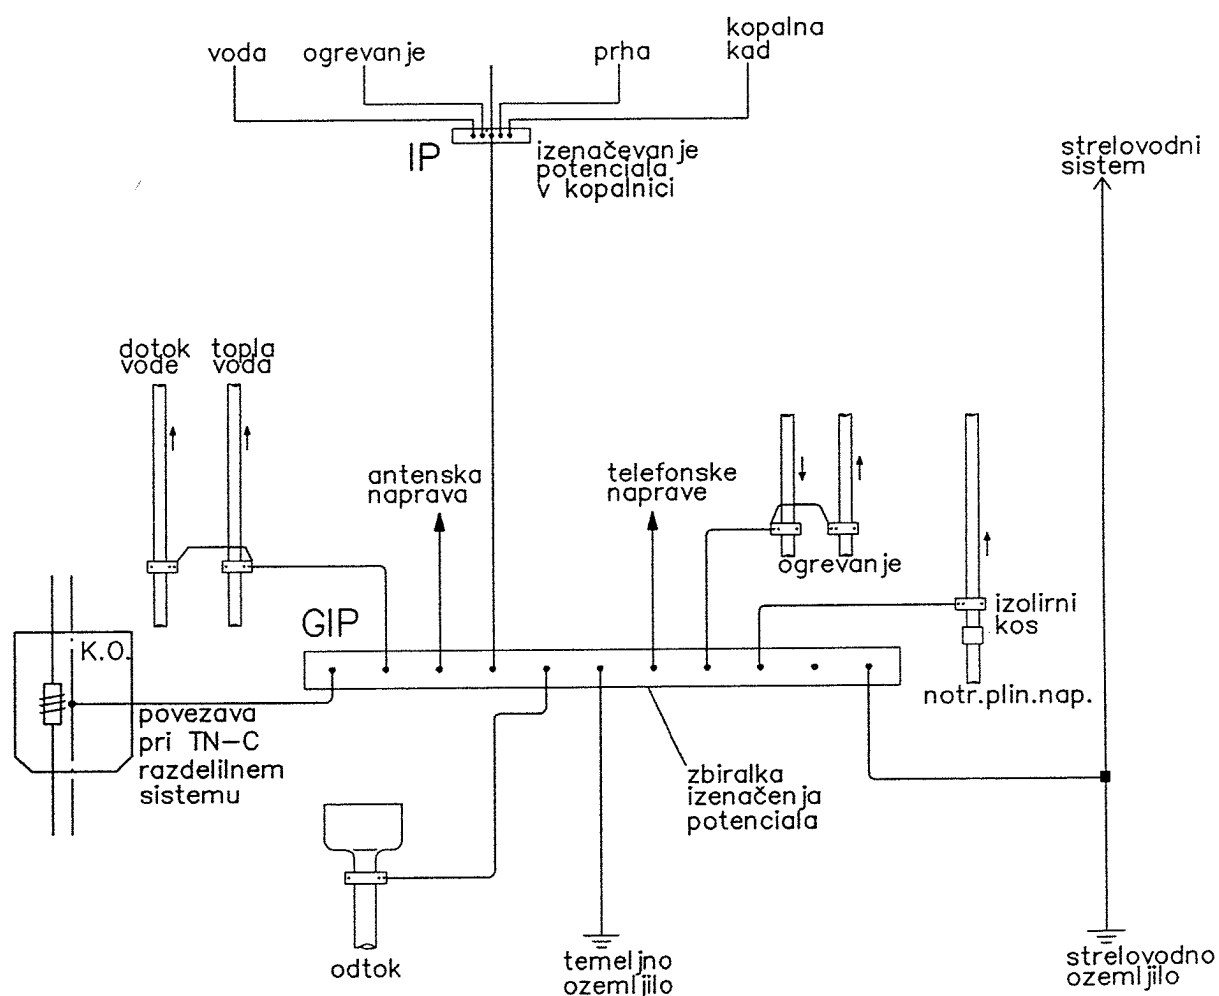 kopalna
kad
voda
ogrevanje
prha
IP
izenačevanje
potenciala
v kopalnici
strelovodni
sistem
dotok
vode
topla
voda
antenska
naprava
telefonske
naprave
ogrevanje
GIP
izolirni
kos
K.O.
notr.plin.nap.
povezava
pri TN-C
razdelilnem
sistemu
zbiralka
izenačenja
potenciala
odtok
temeljno
ozemljilo
strelovodno
ozemljilo